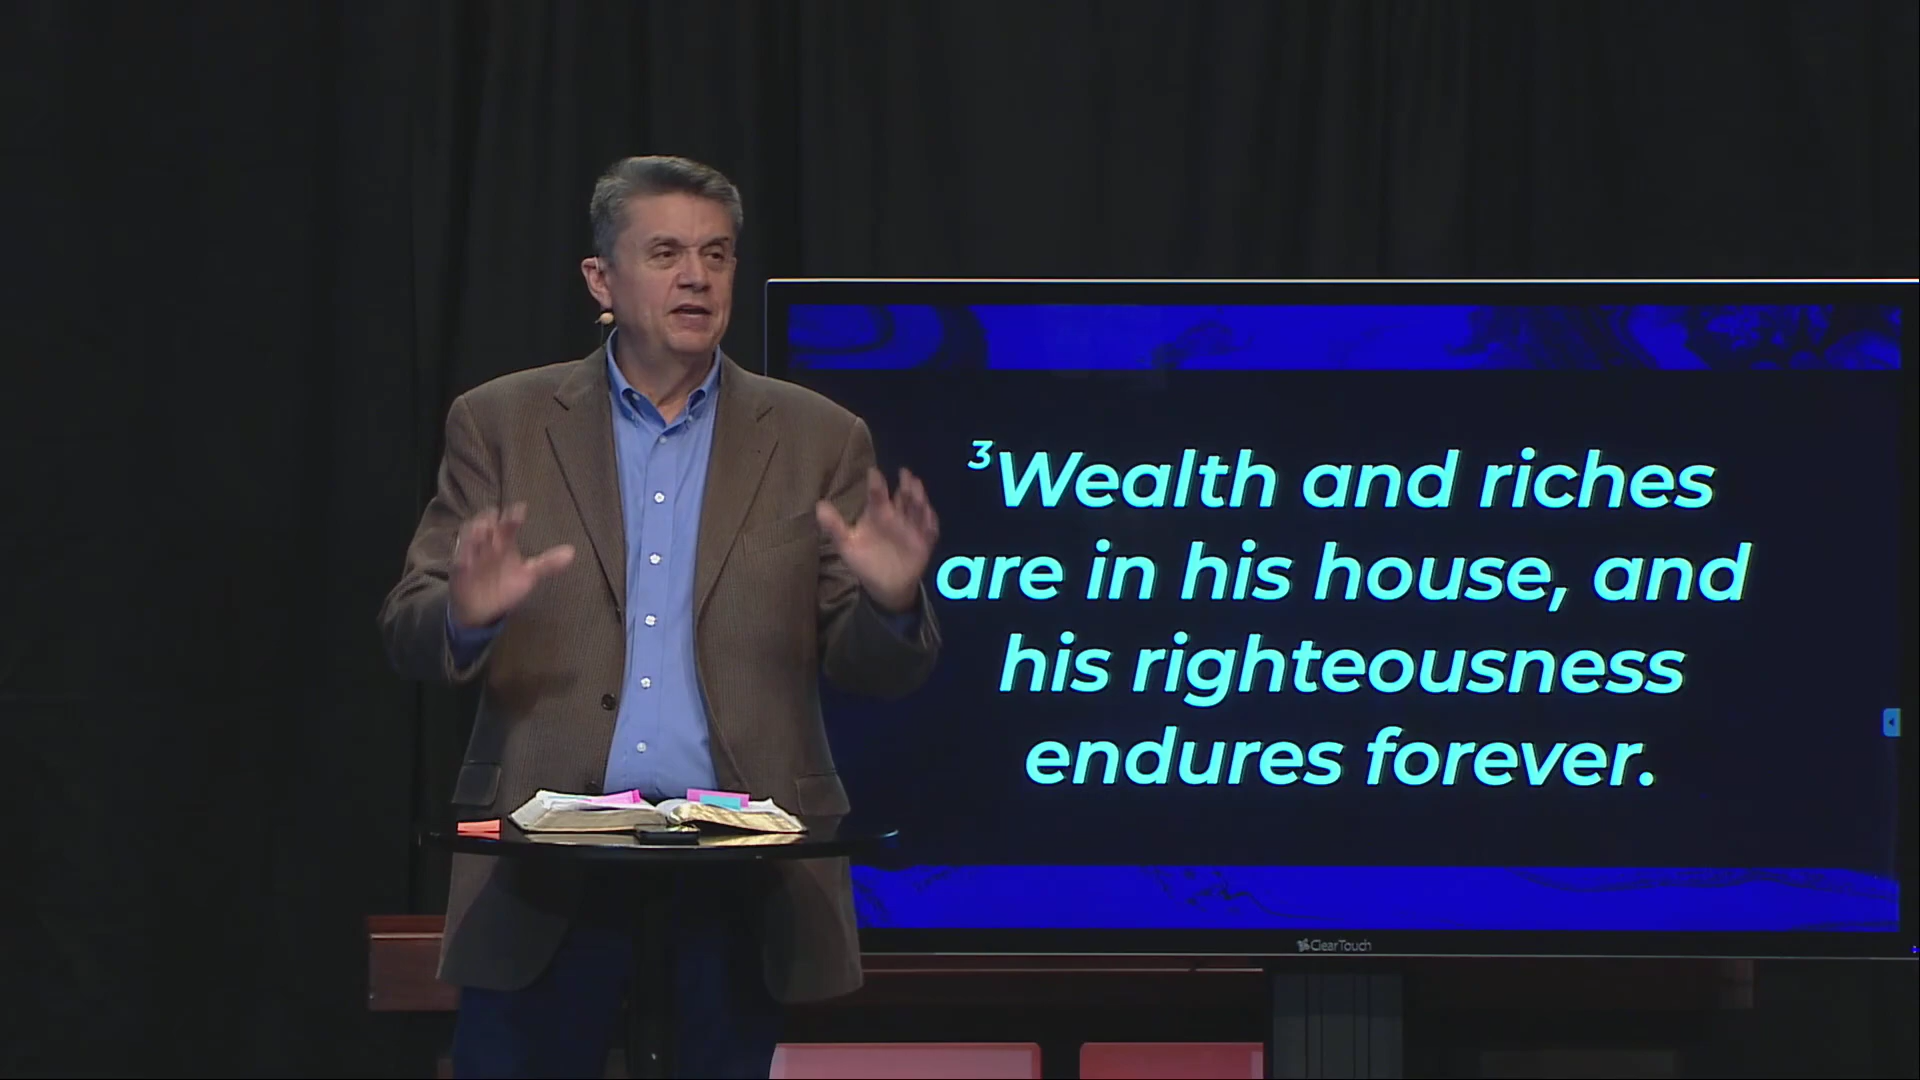 ³Wealth and riches
are in his house, and
his righteousness
endures forever.
ClearTouch